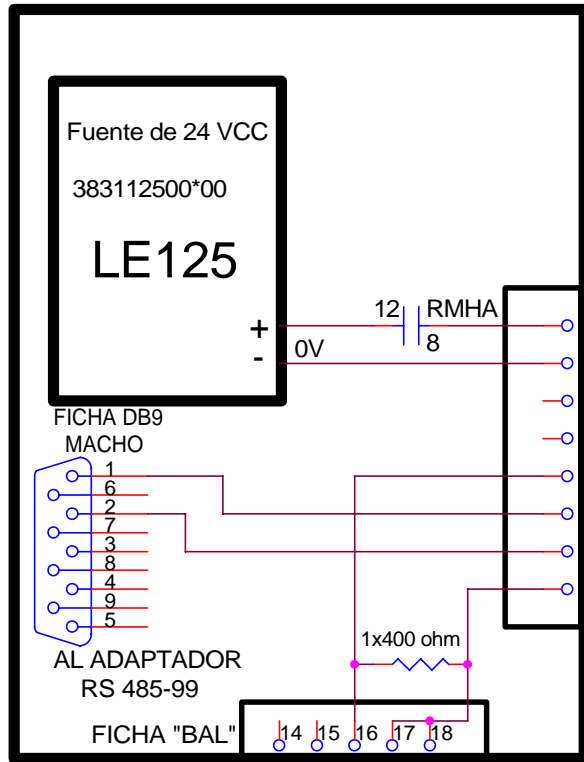 Fuente de 24 VCC
383112500*00
LE125
12 RMHA
+
8
- 0V
FICHA DB9
MACHO
1
6
2
7
3
8
4
9
5
1x400 ohm
AL ADAPTADOR
RS 485-99
FICHA "BAL" 14 15 16 17 18